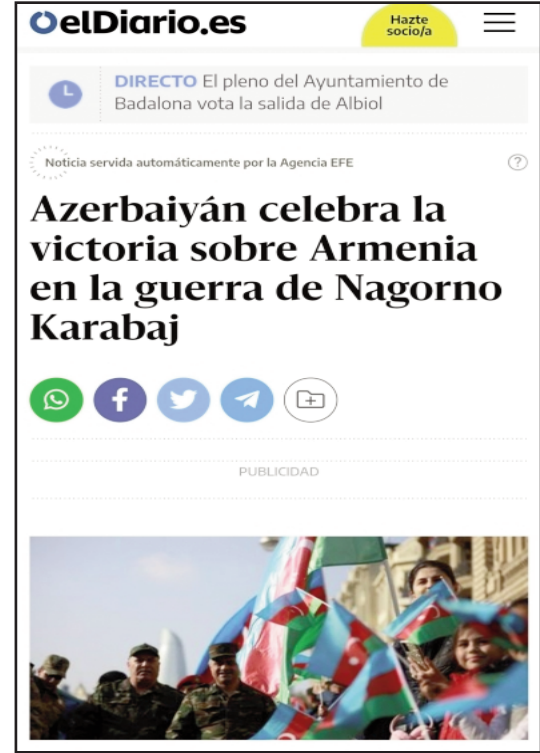 elDiario.es
Hazte
socio/a
DIRECTO El pleno del Ayuntamiento de
Badalona vota la salida de Albiol
Noticia servida automáticamente por la Agencia EFE
?
Azerbaiyán celebra la
victoria sobre Armenia
en la guerra de Nagorno
Karabaj
PUBLICIDAD